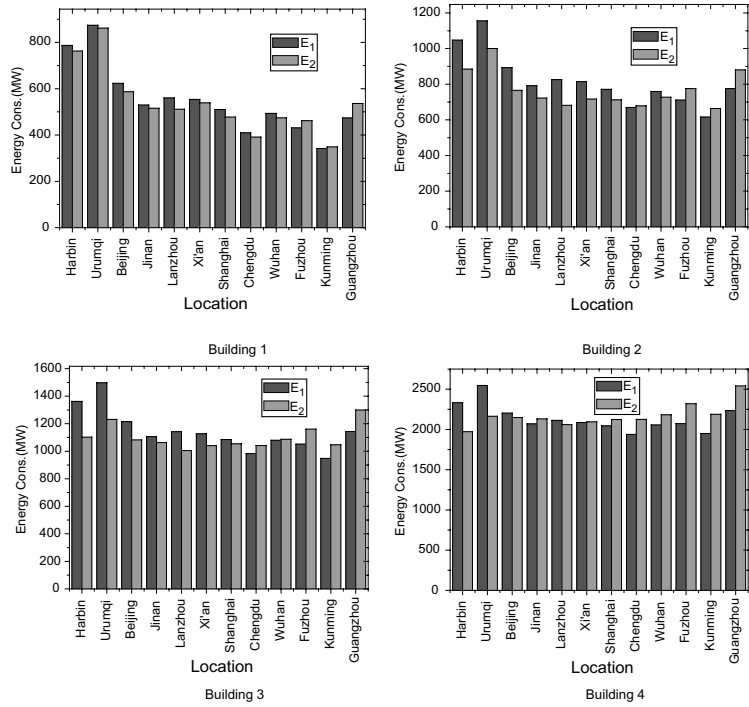 Energy Cons.(MW)
800
600
400
200
0
E1
E2
Harbin
Urumqi
Beijing
Jinan
Lanzhou
Xi'an
Shanghai
Chengdu
Wuhan
Fuzhou
Kunming
Guangzhou
Location
Building 1
Energy Cons.(MW)
1200
1000
800
600
400
200
0
E1
E2
Harbin
Urumqi
Beijing
Jinan
Lanzhou
Xi'an
Shanghai
Chengdu
Wuhan
Fuzhou
Kunming
Guangzhou
Location
Building 2
Energy Cons.(MW)
1600
1400
1200
1000
800
600
400
200
0
E1
E2
Harbin
Urumqi
Beijing
Jinan
Lanzhou
Xi'an
Shanghai
Chengdu
Wuhan
Fuzhou
Kunming
Guangzhou
Location
Building 3
Energy Cons.(MW)
2500
2000
1500
1000
500
0
E1
E2
Harbin
Urumqi
Beijing
Jinan
Lanzhou
Xi'an
Shanghai
Chengdu
Wuhan
Fuzhou
Kunming
Guangzhou
Location
Building 4